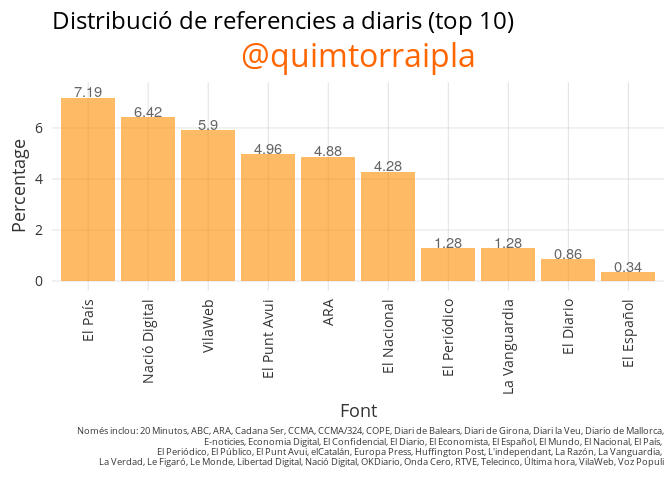 Distribució de referencies a diaris (top 10)
@quimtorraipla
Percentage
6
4
2
0
7.19
6.42
5.9
4.96
4.88
4.28
1.28
1.28
0.86
0.34
El País
Nació Digital
VilaWeb
El Punt Avui
ARA
El Nacional
El Periódico
La Vanguardia
El Diario
El Español
Font
Només inclou: 20 Minutos, ABC, ARA, Cadana Ser, CCMA, CCMA/324, COPE, Diari de Balears, Diari de Girona, Diari la Veu, Diario de Mallorca,
E-noticies, Economia Digital, El Confidencial, El Diario, El Economista, El Español, El Mundo, El Nacional, El País,
El Periódico, El Público, El Punt Avui, elCatalán, Europa Press, Huffington Post, L'independant, La Razón, La Vanguardia,
La Verdad, Le Figaró, Le Monde, Libertad Digital, Nació Digital, OKDiario, Onda Cero, RTVE, Telecinco, Última hora, VilaWeb, Voz Populi